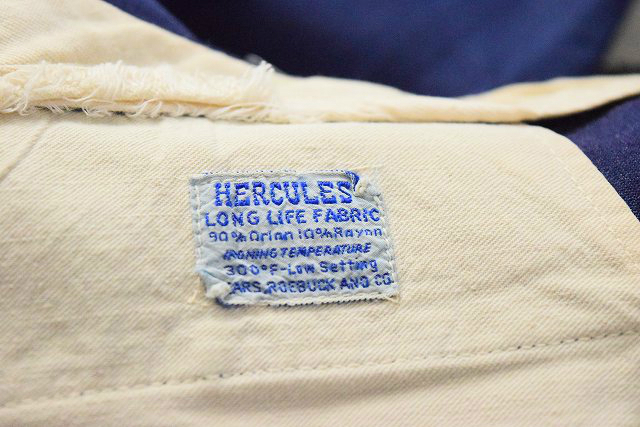 HERCULES
LONG LIFE FABRIC
90% Orlon 10% Rayon
IRONING TEMPERATURE
300°F-Low Setting
ARS, ROEBUCK AND CO.